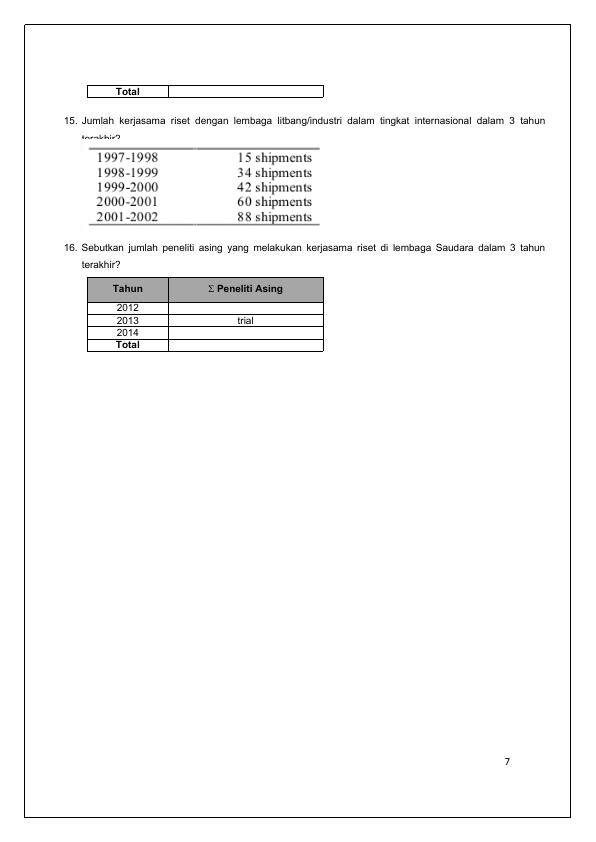 Total
15. Jumlah kerjasama riset dengan lembaga litbang/industri dalam tingkat internasional dalam 3 tahun
terakhir?
1997-1998 15 shipments
1998-1999 34 shipments
1999-2000 42 shipments
2000-2001 60 shipments
2001-2002 88 shipments
16. Sebutkan jumlah peneliti asing yang melakukan kerjasama riset di lembaga Saudara dalam 3 tahun
terakhir?
Tahun Σ Peneliti Asing
2012
2013 trial
2014
Total
7